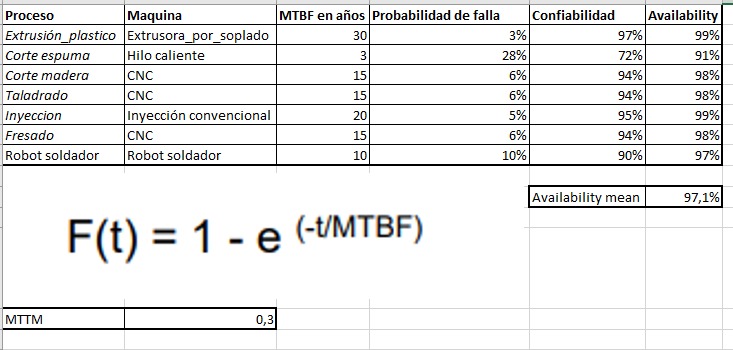 Proceso Maquina MTBF en años Probabilidad de falla Confiabilidad Availability
Extrusión_plastico Extrusora_por_soplado 30 3% 97% 99%
Corte espuma Hilo caliente 3 28% 72% 91%
Corte madera CNC 15 6% 94% 98%
Taladrado CNC 15 6% 94% 98%
Inyeccion Inyección convencional 20 5% 95% 99%
Fresado CNC 15 6% 94% 98%
Robot soldador Robot soldador 10 10% 90% 97%
Availability mean 97,1%
F(t) = 1 - e (-t/MTBF)
MTTM 0,3